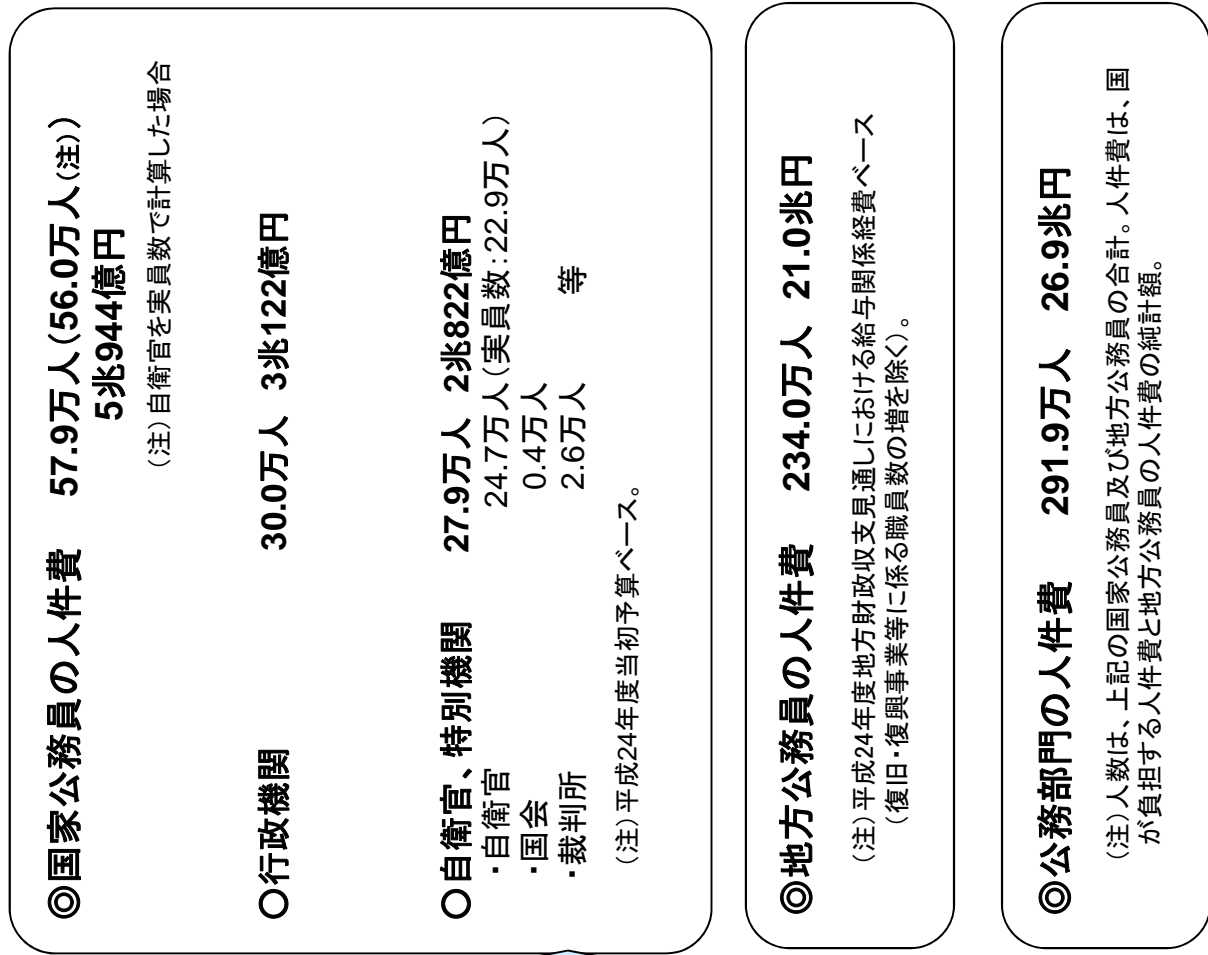 ◎国家公務員の人件費　57.9万人(56.0万人(注))
5兆944億円
(注)自衛官を実員数で計算した場合
○行政機関　30.0万人　3兆122億円
○自衛官、特別機関　27.9万人　2兆822億円
・自衛官　24.7万人(実員数:22.9万人)
・国会　0.4万人
・裁判所　2.6万人　等
(注)平成24年度当初予算ベース。
◎地方公務員の人件費　234.0万人　21.0兆円
(注)平成24年度地方財政収支見通しにおける給与関係経費ベース
(復旧・復興事業等に係る職員数の増を除く)。
◎公務部門の人件費　291.9万人　26.9兆円
(注)人数は、上記の国家公務員及び地方公務員の合計。人件費は、国
が負担する人件費と地方公務員の人件費の純計額。